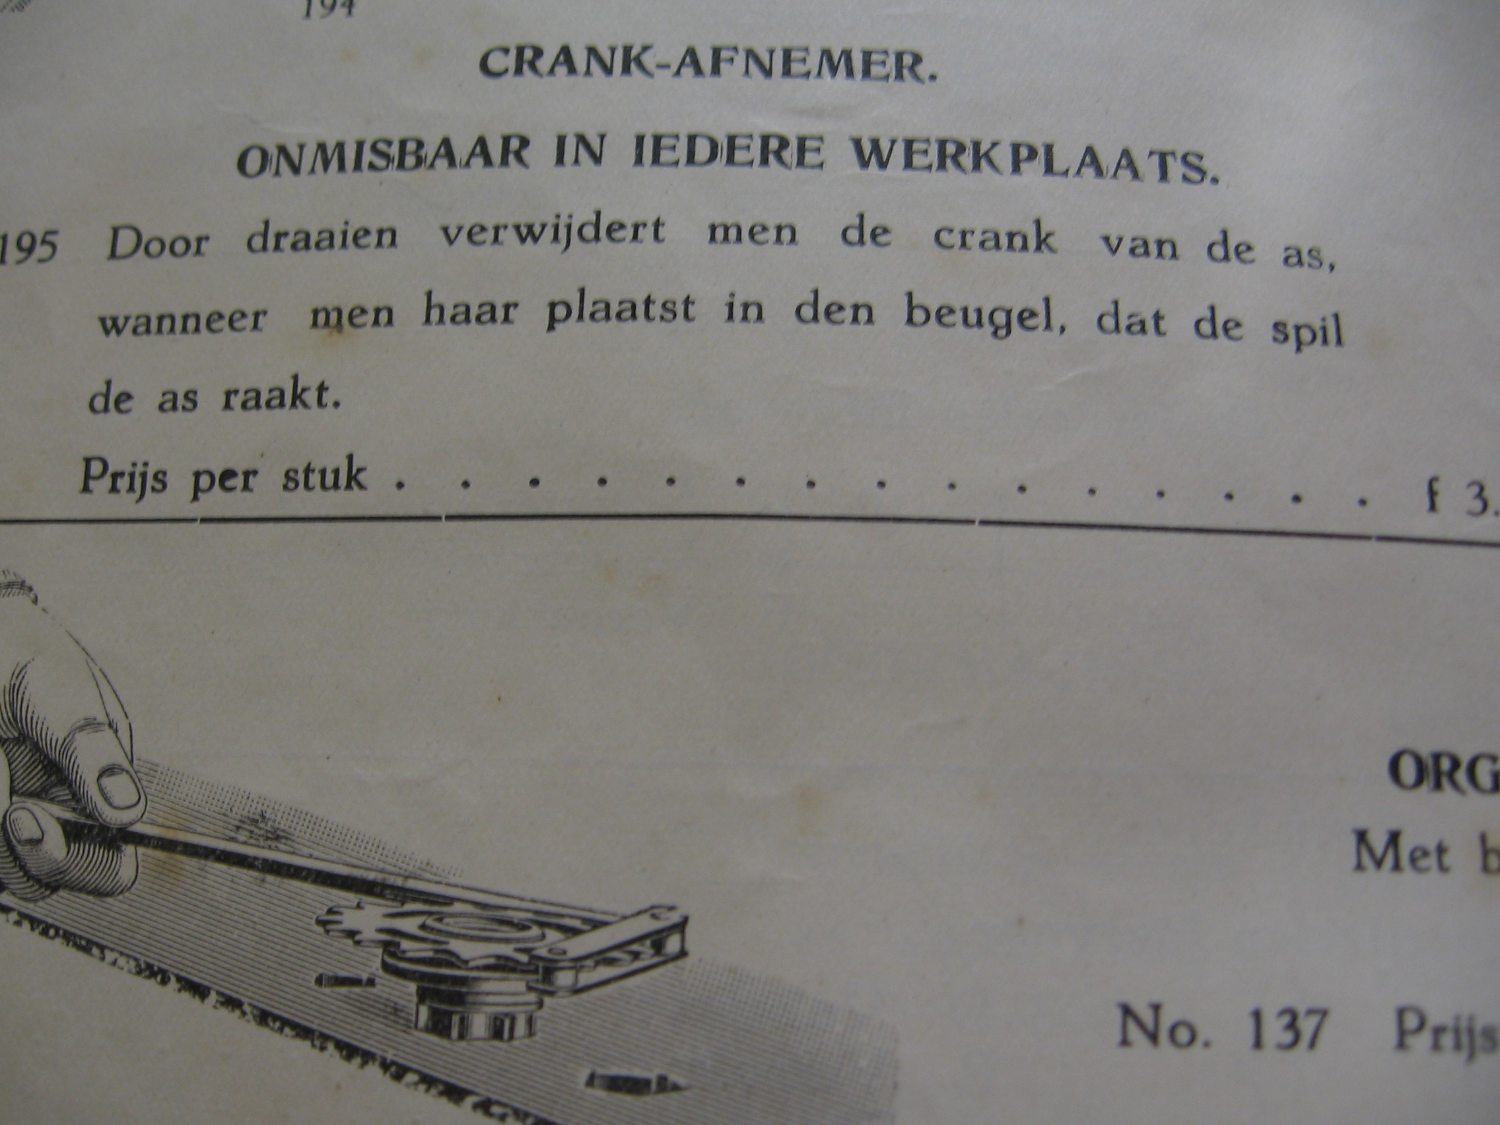 194
CRANK-AFNEMER.
ONMISBAAR IN IEDERE WERKPLAATS.
195 Door draaien verwijdert men de crank van de as,
wanneer men haar plaatst in den beugel, dat de spil
de as raakt.
Prijs per stuk . . . . . . . . . . . . . . . f 3.
ORG
Met b
No. 137 Prijs